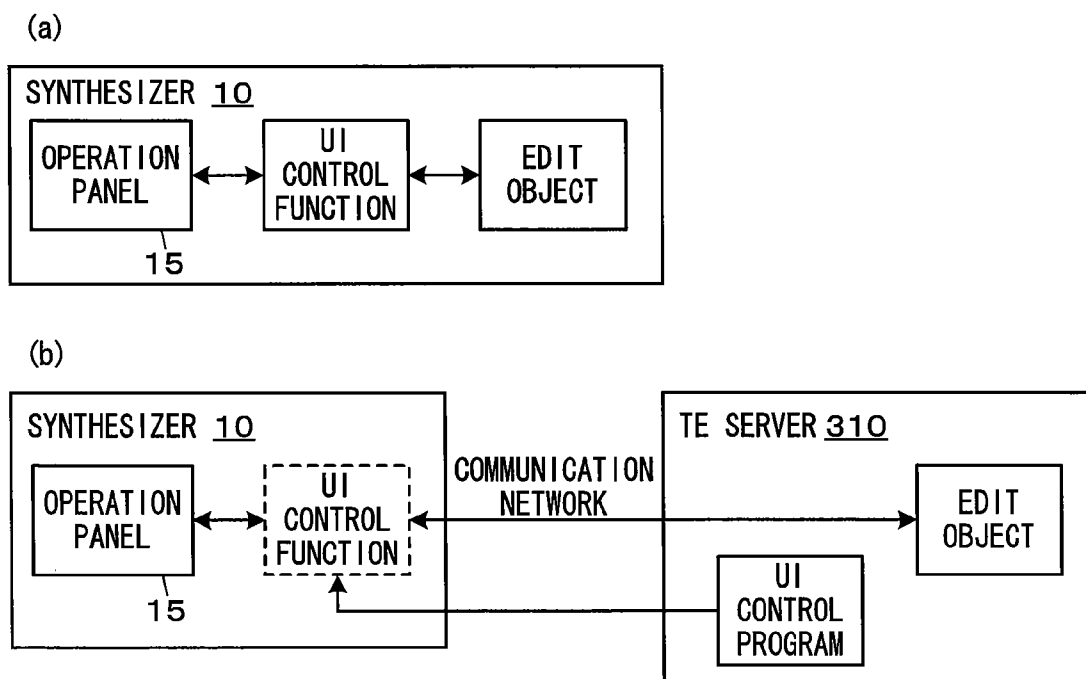 (a)
SYNTHESIZER 10
OPERATION
PANEL
15
UI
CONTROL
FUNCTION
EDIT
OBJECT
(b)
SYNTHESIZER 10
OPERATION
PANEL
15
UI
CONTROL
FUNCTION
COMMUNICATION
NETWORK
TE SERVER 310
EDIT
OBJECT
UI
CONTROL
PROGRAM